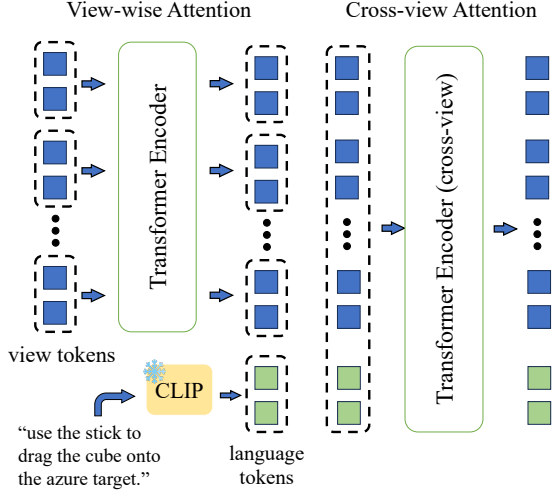 View-wise Attention
Cross-view Attention
Transformer Encoder
Transformer Encoder (cross-view)
view tokens
CLIP
“use the stick to
drag the cube onto
the azure target.”
language
tokens